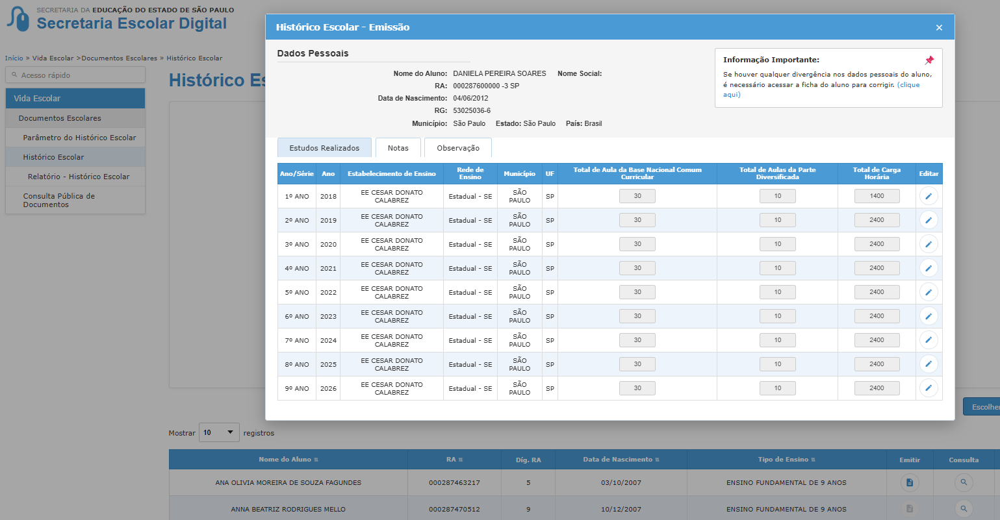 SECRETARIA DA EDUCAÇÃO DO ESTADO DE SÃO PAULO
Secretaria Escolar Digital
Início » Vida Escolar >Documentos Escolares » Histórico Escolar
Acesso rápido
Vida Escolar
Documentos Escolares
Parâmetro do Histórico Escolar
Histórico Escolar
Relatório - Histórico Escolar
Consulta Pública de
Documentos
Histórico Es
Histórico Escolar - Emissão
Dados Pessoais
Nome do Aluno: DANIELA PEREIRA SOARES Nome Social:
RA: 000287600000 -3 SP
Data de Nascimento: 04/06/2012
RG: 53025036-6
Município: São Paulo Estado: São Paulo País: Brasil
Informação Importante:
Se houver qualquer divergência nos dados pessoais do aluno,
é necessário acessar a ficha do aluno para corrigir. (clique
aqui)
Estudos Realizados Notas Observação
Ano/Série Ano Estabelecimento de Ensino Rede de Ensino Município UF Total de Aula da Base Nacional Comum Curricular Total de Aulas da Parte Diversificada Total de Carga Horária Editar
1º ANO 2018 EE CESAR DONATO CALABREZ Estadual - SE SÃO PAULO SP 30 10 1400
2º ANO 2019 EE CESAR DONATO CALABREZ Estadual - SE SÃO PAULO SP 30 10 2400
3º ANO 2020 EE CESAR DONATO CALABREZ Estadual - SE SÃO PAULO SP 30 10 2400
4º ANO 2021 EE CESAR DONATO CALABREZ Estadual - SE SÃO PAULO SP 30 10 2400
5º ANO 2022 EE CESAR DONATO CALABREZ Estadual - SE SÃO PAULO SP 30 10 2400
6º ANO 2023 EE CESAR DONATO CALABREZ Estadual - SE SÃO PAULO SP 30 10 2400
7º ANO 2024 EE CESAR DONATO CALABREZ Estadual - SE SÃO PAULO SP 30 10 2400
8º ANO 2025 EE CESAR DONATO CALABREZ Estadual - SE SÃO PAULO SP 30 10 2400
9º ANO 2026 EE CESAR DONATO CALABREZ Estadual - SE SÃO PAULO SP 30 10 2400
Escolher
Mostrar 10 registros
Nome do Aluno RA Díg. RA Data de Nascimento Tipo de Ensino Emitir Consulta
ANA OLIVIA MOREIRA DE SOUZA FAGUNDES 000287463217 5 03/10/2007 ENSINO FUNDAMENTAL DE 9 ANOS
ANNA BEATRIZ RODRIGUES MELLO 000287470512 9 10/12/2007 ENSINO FUNDAMENTAL DE 9 ANOS